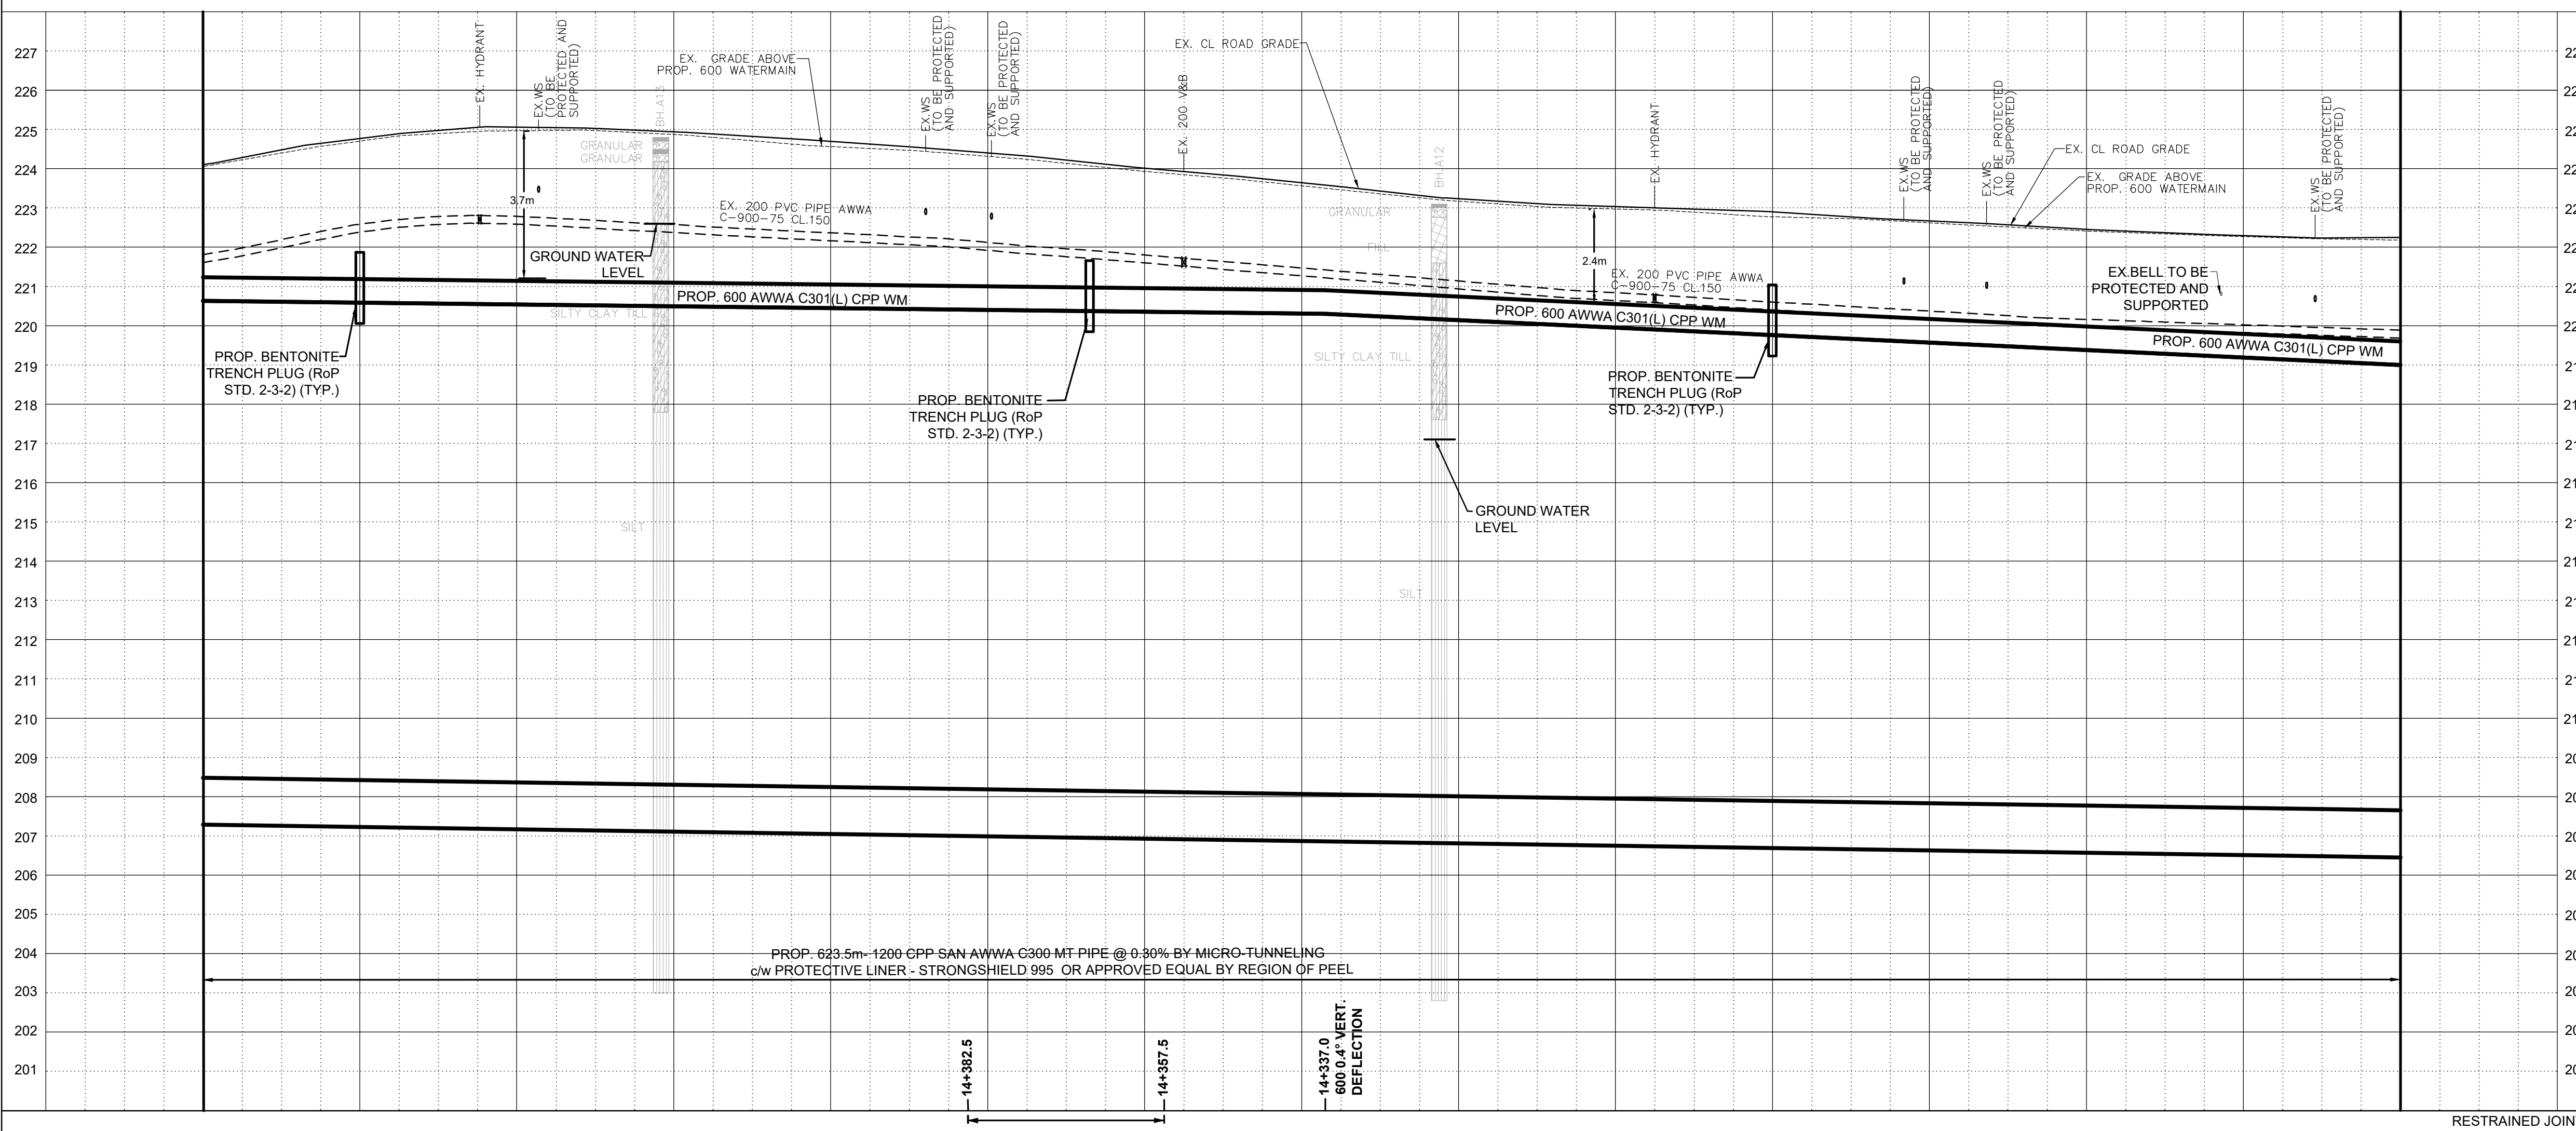 EX. HYDRANT
EX.WS
(TO BE
PROTECTED AND
SUPPORTED)
BH.A13
EX. GRADE ABOVE
PROP. 600 WATERMAIN
EX.WS
(TO BE PROTECTED
AND SUPPORTED)
EX.WS
(TO BE PROTECTED
AND SUPPORTED)
EX. 200 V&B
EX. CL ROAD GRADE
BH.A12
EX. HYDRANT
EX.WS
(TO BE PROTECTED
AND SUPPORTED)
EX.WS
(TO BE PROTECTED
AND SUPPORTED)
EX. CL ROAD GRADE
EX. GRADE ABOVE
PROP. 600 WATERMAIN
EX.WS
(TO BE PROTECTED
AND SUPPORTED)
227
226
225
224
223
222
221
220
219
218
217
216
215
214
213
212
211
210
209
208
207
206
205
204
203
202
201
GRANULAR
GRANULAR
3.7m
EX. 200 PVC PIPE AWWA
C-900-75 CL.150
GROUND WATER
LEVEL
PROP. 600 AWWA C301(L) CPP WM
SILTY CLAY TILL
PROP. BENTONITE
TRENCH PLUG (RoP
STD. 2-3-2) (TYP.)
PROP. BENTONITE
TRENCH PLUG (RoP
STD. 2-3-2) (TYP.)
SILT
GRANULAR
FILL
2.4m
EX. 200 PVC PIPE AWWA
C-900-75 CL.150
PROP. 600 AWWA C301(L) CPP WM
SILTY CLAY TILL
PROP. BENTONITE
TRENCH PLUG (RoP
STD. 2-3-2) (TYP.)
GROUND WATER
LEVEL
SILT
EX.BELL TO BE
PROTECTED AND
SUPPORTED
PROP. 600 AWWA C301(L) CPP WM
PROP. 623.5m- 1200 CPP SAN AWWA C300 MT PIPE @ 0.30% BY MICRO-TUNNELING
c/w PROTECTIVE LINER - STRONGSHIELD 995 OR APPROVED EQUAL BY REGION OF PEEL
14+382.5
14+357.5
14+337.0
600 0.4° VERT.
DEFLECTION
RESTRAINED JOIN